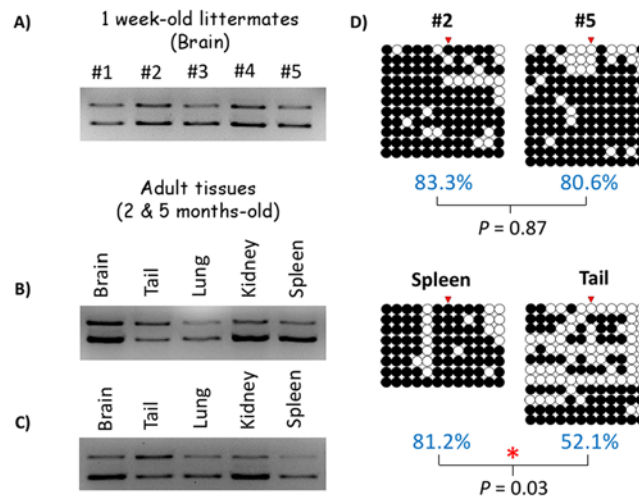 A)
1 week-old littermates
(Brain)
#1 #2 #3 #4 #5
Adult tissues
(2 & 5 months-old)
B)
Brain Tail Lung Kidney Spleen
C)
Brain Tail Lung Kidney Spleen
D)
#2 #5
83.3% 80.6%
P = 0.87
Spleen Tail
81.2% 52.1%
*
P = 0.03